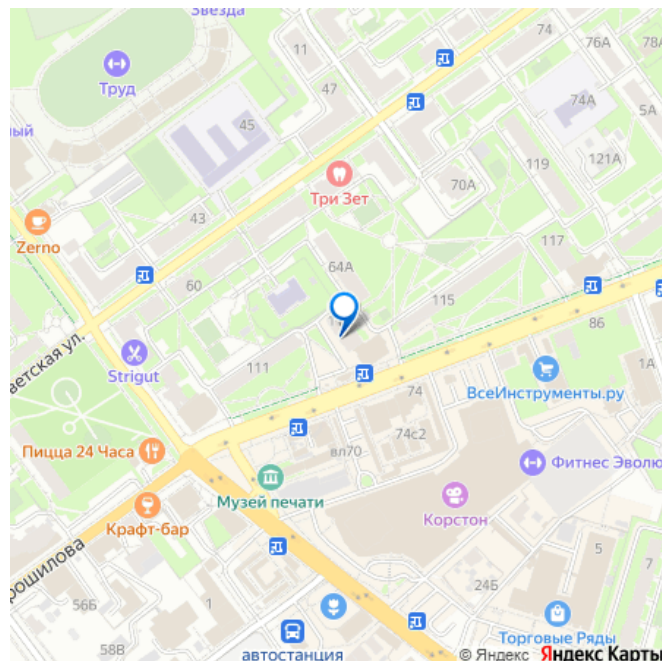 Звезда
74
76А
78А
11
Труд
47
74А
45
5А
ный
119
121А
Три Зет
70А
43
Zerno
117
64А
60
115
86
ветская ул.
111
1А
Strigut
74
ВсеИнструменты.ру
Пицца 24 Часа
74с2
вл70
Фитнес Эволю
Музей печати
Корстон
Крафт-бар
рошилова
5
7
24Б
56Б
1
58В
Торговые Ряды
автостанция
© Яндекс Яндекс Карты